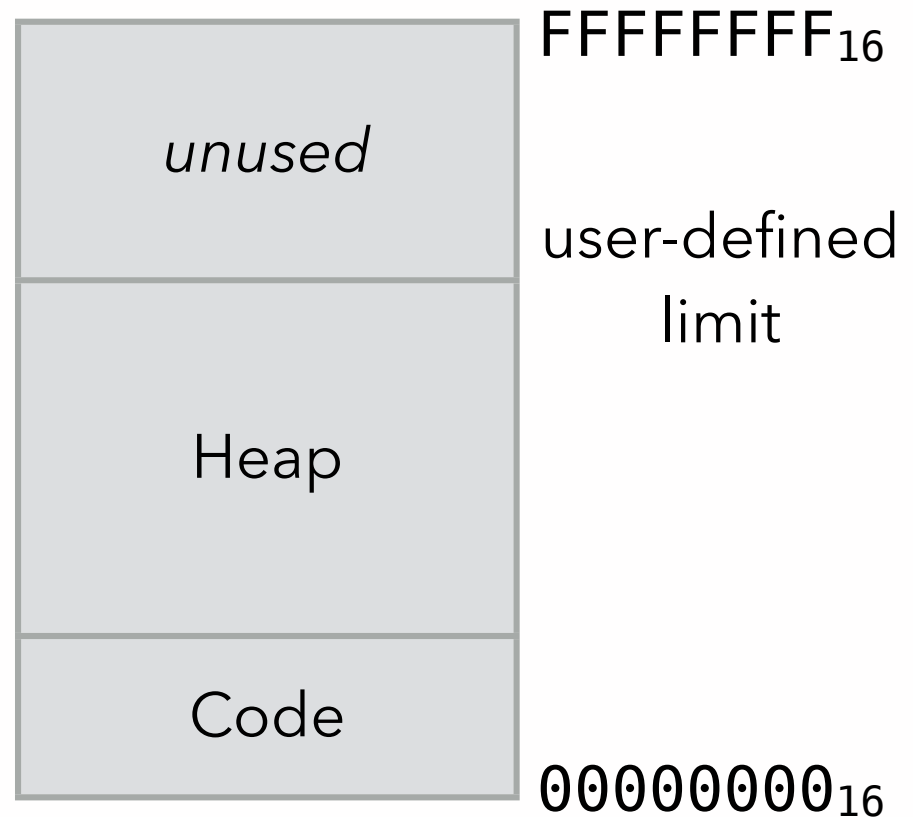 FFFFFFFF₁₆
unused
user-defined
limit
Heap
Code
00000000₁₆